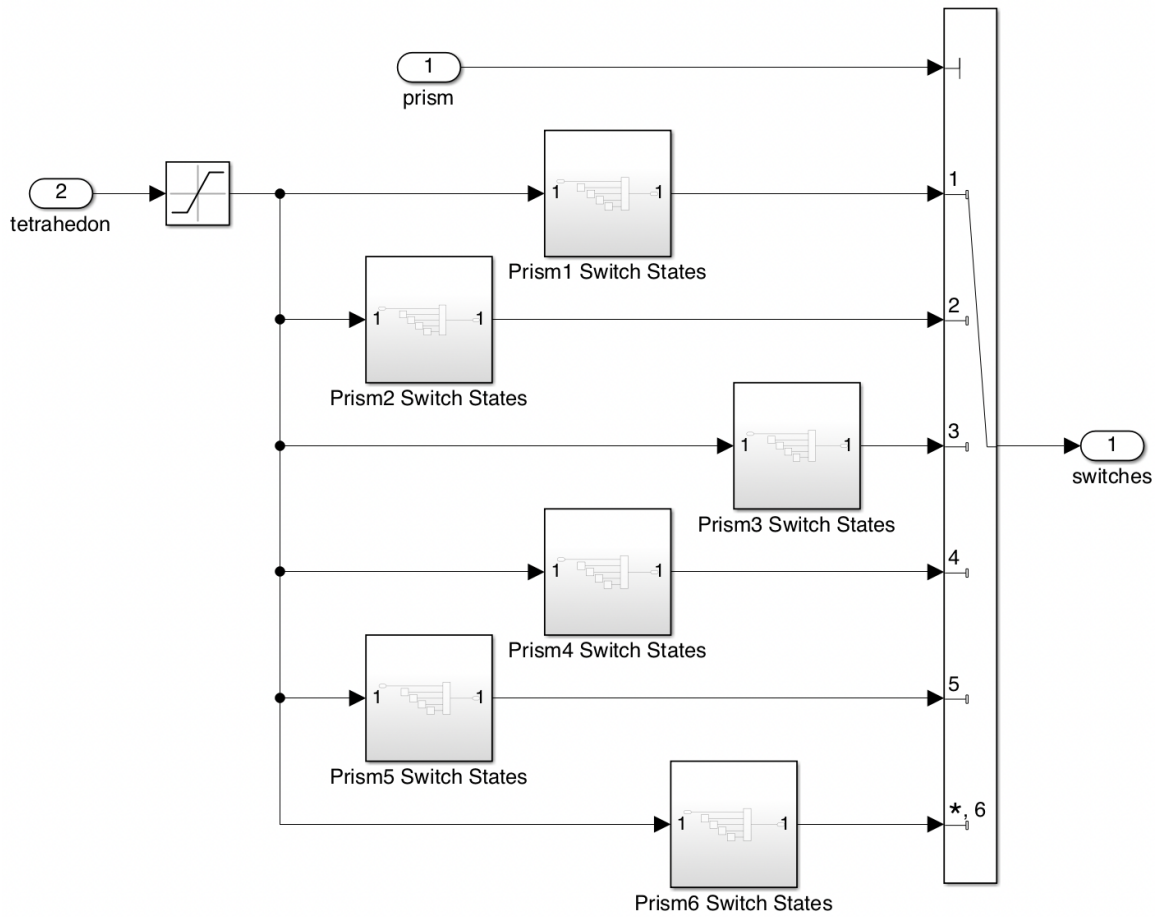 1
prism
2
tetrahedon
1 1
1
Prism1 Switch States
1 1
2
Prism2 Switch States
1 1
3
1
switches
Prism3 Switch States
1 1
4
Prism4 Switch States
1 1
5
Prism5 Switch States
1 1
*, 6
Prism6 Switch States